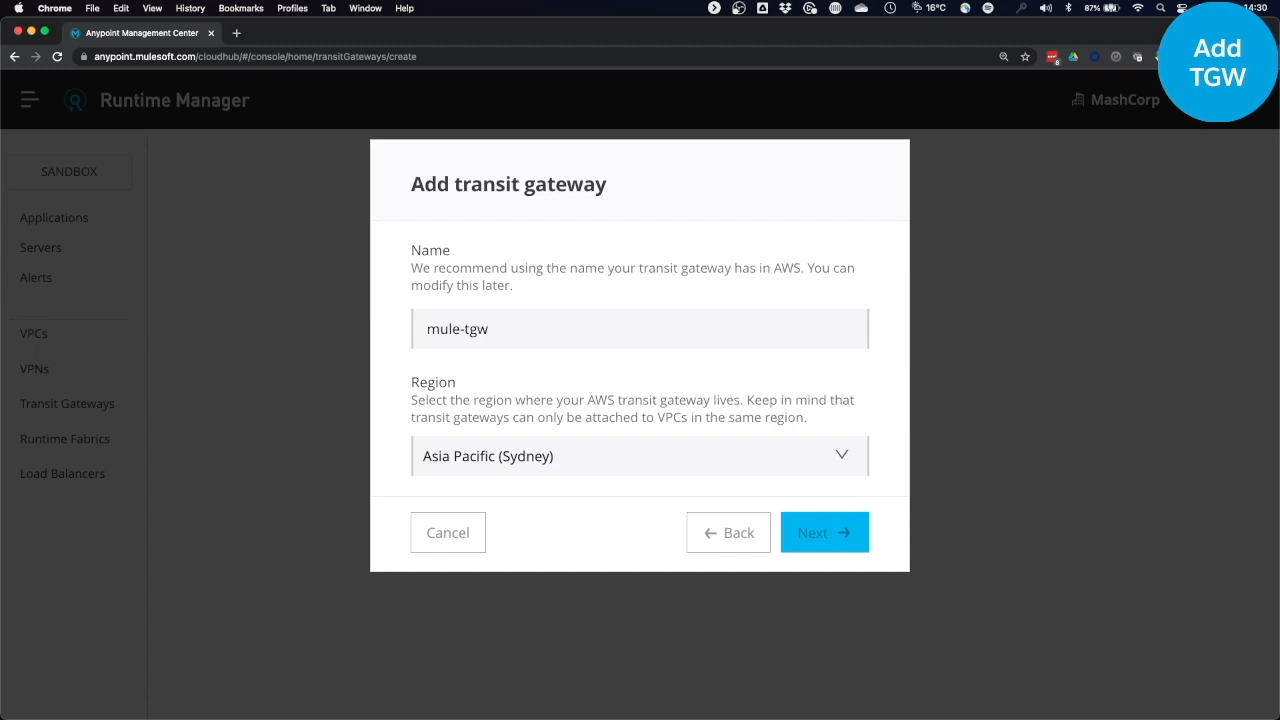 Chrome File Edit View History Bookmarks Profiles Tab Window Help 16°C 87% 14:30
Anypoint Management Center
anypoint.mulesoft.com/cloudhub/#/console/home/transitGateways/create
Add
TGW
Runtime Manager
MashCorp
SANDBOX
Applications
Servers
Alerts
VPCs
VPNs
Transit Gateways
Runtime Fabrics
Load Balancers
Add transit gateway
Name
We recommend using the name your transit gateway has in AWS. You can
modify this later.
mule-tgw
Region
Select the region where your AWS transit gateway lives. Keep in mind that
transit gateways can only be attached to VPCs in the same region.
Asia Pacific (Sydney)
Cancel
Back
Next